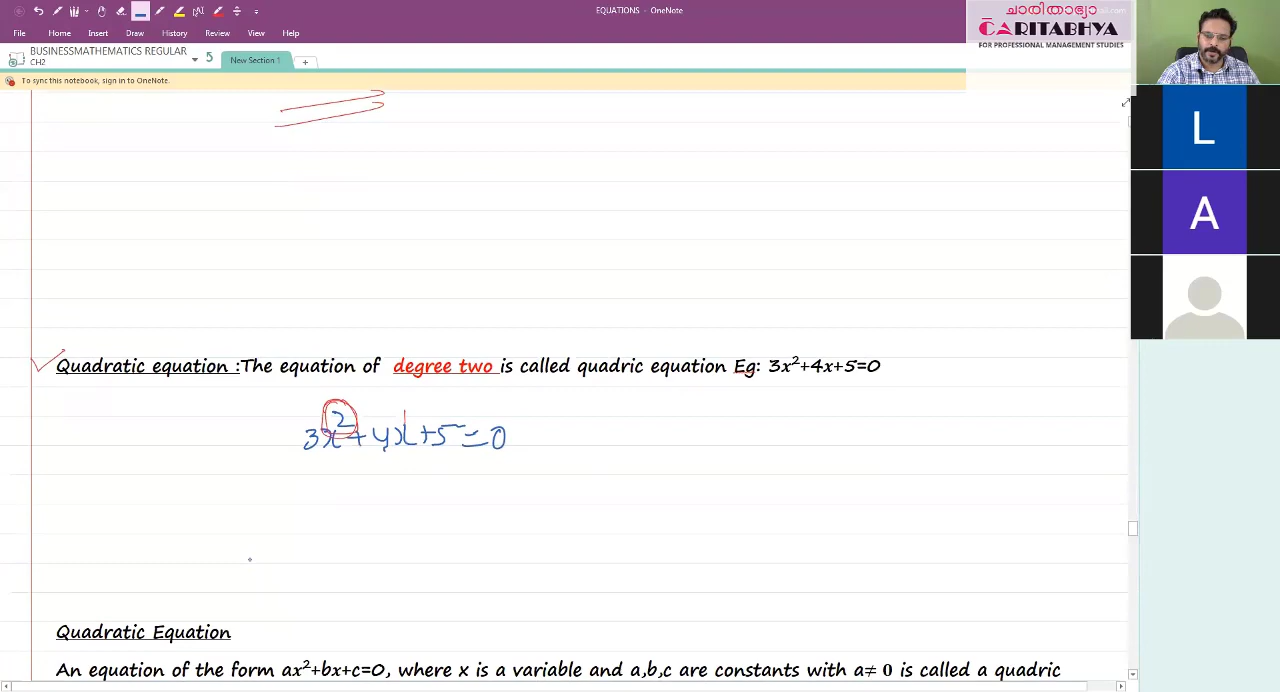 EQUATIONS - OneNote
ചാരിതാഭ്യാ
CARITABHYA
FOR PROFESSIONAL MANAGEMENT STUDIES
File Home Insert Draw History Review View Help
BUSINESSMATHEMATICS REGULAR
CH2
New Section 1
To sync this notebook, sign in to OneNote.
L
A
Quadratic equation :The equation of degree two is called quadric equation Eg: 3x²+4x+5=0
3x²+4x+5=0
Quadratic Equation
An equation of the form ax²+bx+c=0, where x is a variable and a,b,c are constants with a≠ 0 is called a quadric